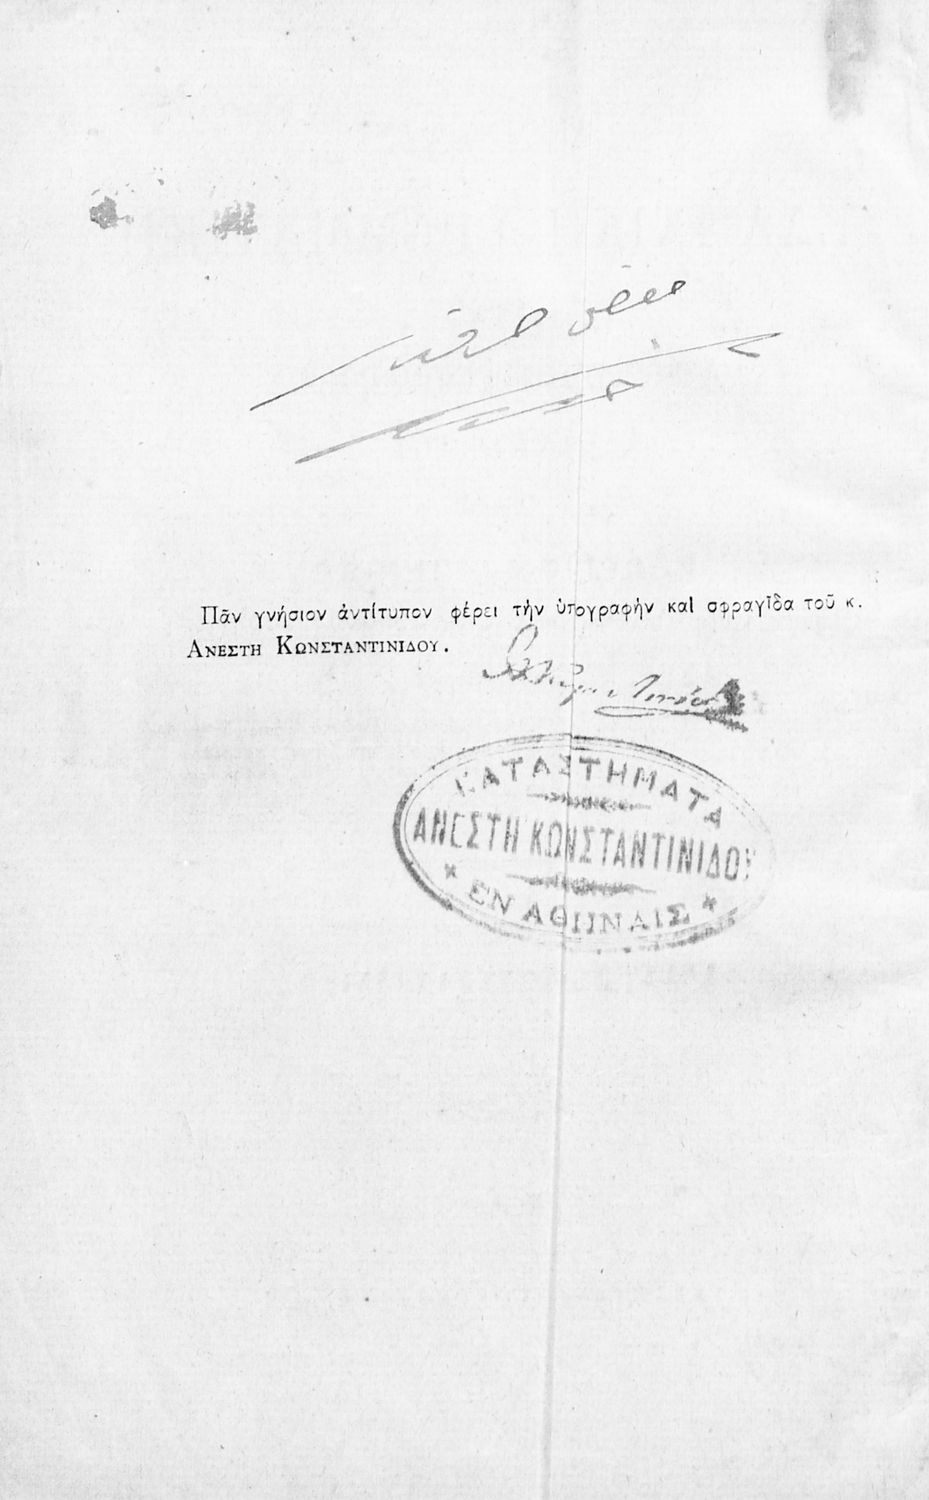 Πᾶν γνήσιον ἀντίτυπον φέρει τὴν ὑπογραφὴν καὶ σφραγῖδα τοῦ κ.
ΑΝΕΣΤΗ ΚΩΝΣΤΑΝΤΙΝΙΔΟΥ.
ΚΑΤΑΣΤΗΜΑΤΑ
ΑΝΕΣΤΗ ΚΩΝΣΤΑΝΤΙΝΙΔΟΥ
* ΕΝ ΑΘΗΝΑΙΣ *